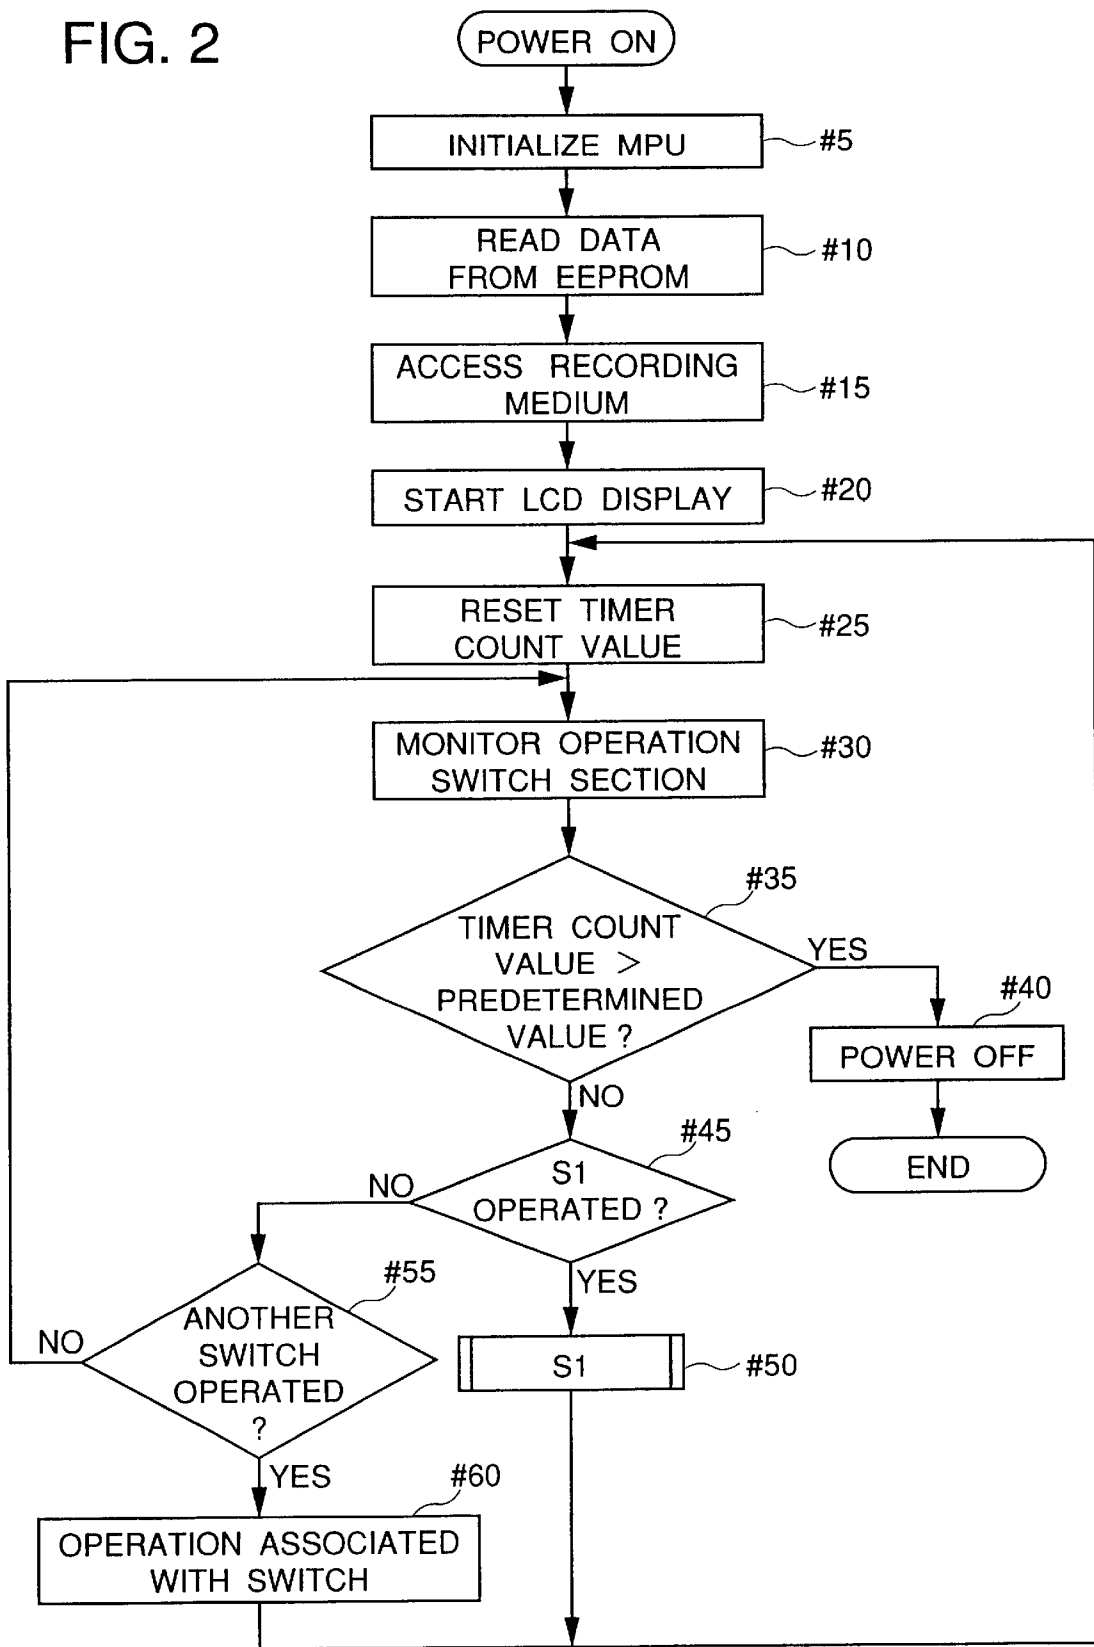 FIG. 2
POWER ON
INITIALIZE MPU
#5
READ DATA
FROM EEPROM
#10
ACCESS RECORDING
MEDIUM
#15
START LCD DISPLAY
#20
RESET TIMER
COUNT VALUE
#25
MONITOR OPERATION
SWITCH SECTION
#30
#35
TIMER COUNT
VALUE >
PREDETERMINED
VALUE ?
YES
#40
POWER OFF
END
NO
#45
S1
OPERATED ?
NO
YES
#55
ANOTHER
SWITCH
OPERATED
?
NO
S1
#50
YES
#60
OPERATION ASSOCIATED
WITH SWITCH